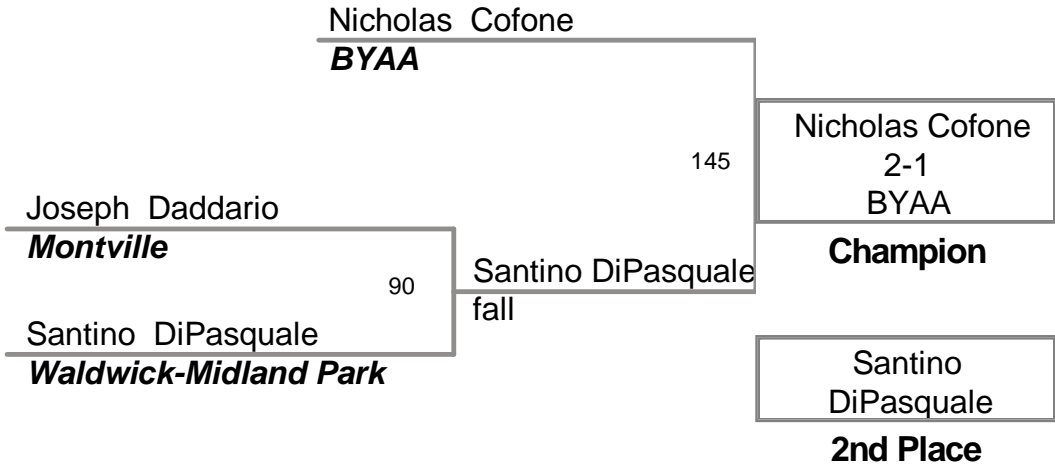 Nicholas Cofone
BYAA
Nicholas Cofone
2-1
BYAA
145
Joseph Daddario
Montville
Champion
90
Santino DiPasquale
fall
Santino DiPasquale
Waldwick-Midland Park
Santino
DiPasquale
2nd Place